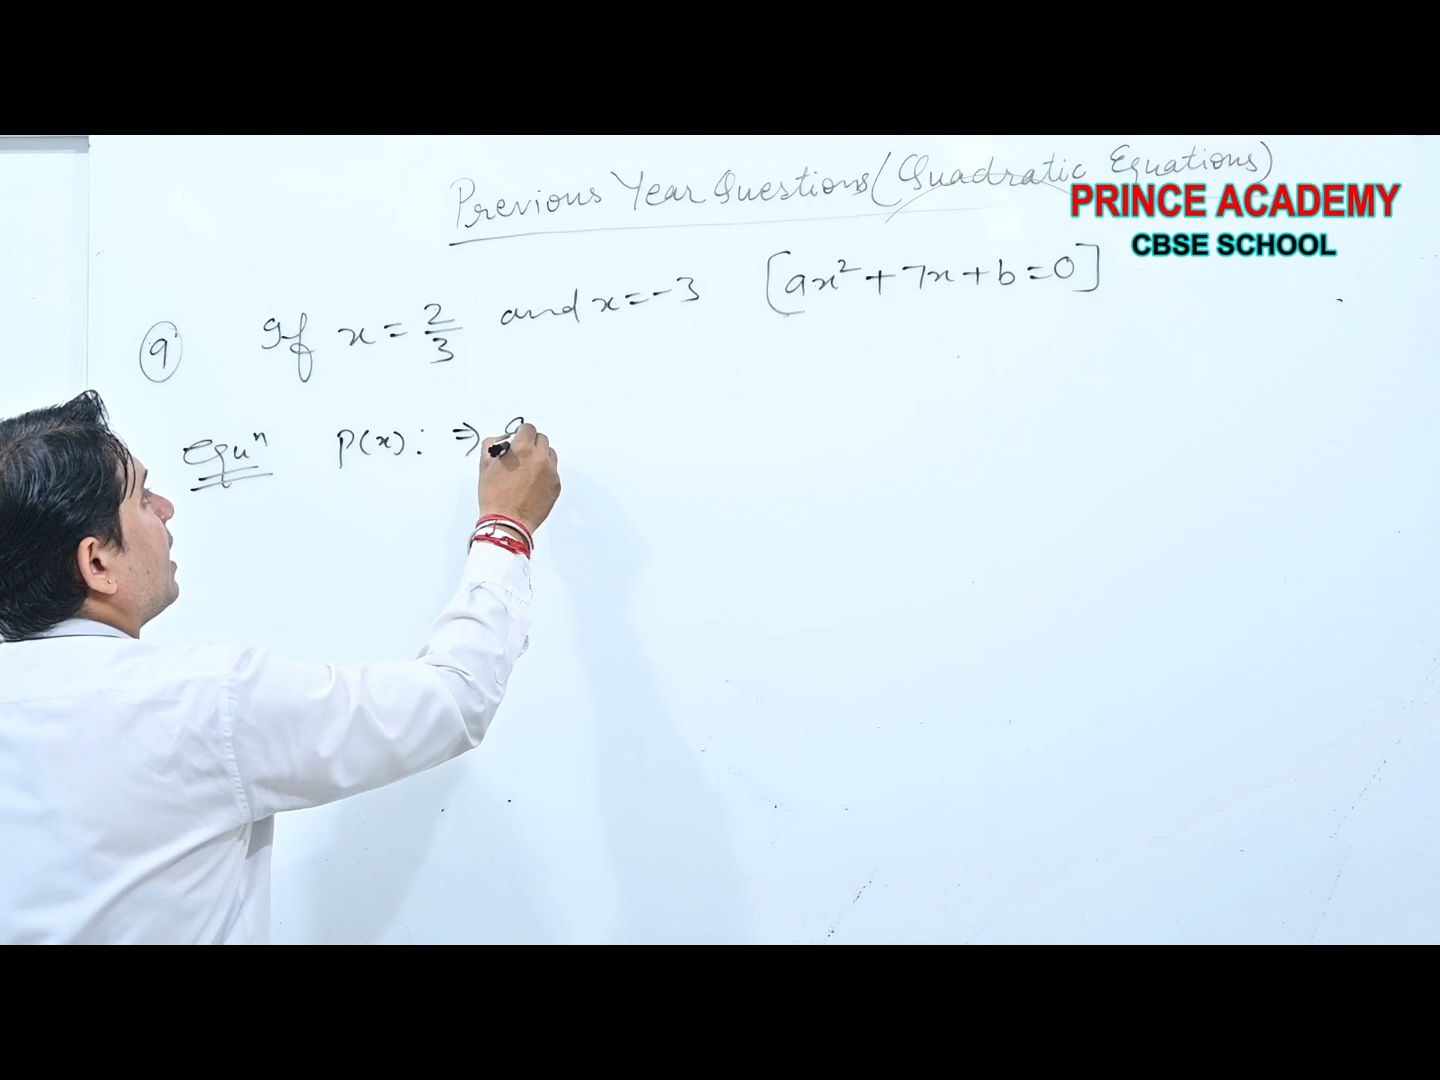 Previous Year Questions (Quadratic Equations)
PRINCE ACADEMY
CBSE SCHOOL
9 If x = 2/3 and x = -3 [ax² + 7x + b = 0]
Equⁿ P(x) : ⇒